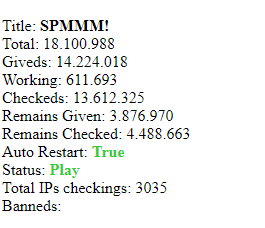 Title: SPMMM!
Total: 18.100.988
Giveds: 14.224.018
Working: 611.693
Checkeds: 13.612.325
Remains Given: 3.876.970
Remains Checked: 4.488.663
Auto Restart: True
Status: Play
Total IPs checkings: 3035
Banneds: